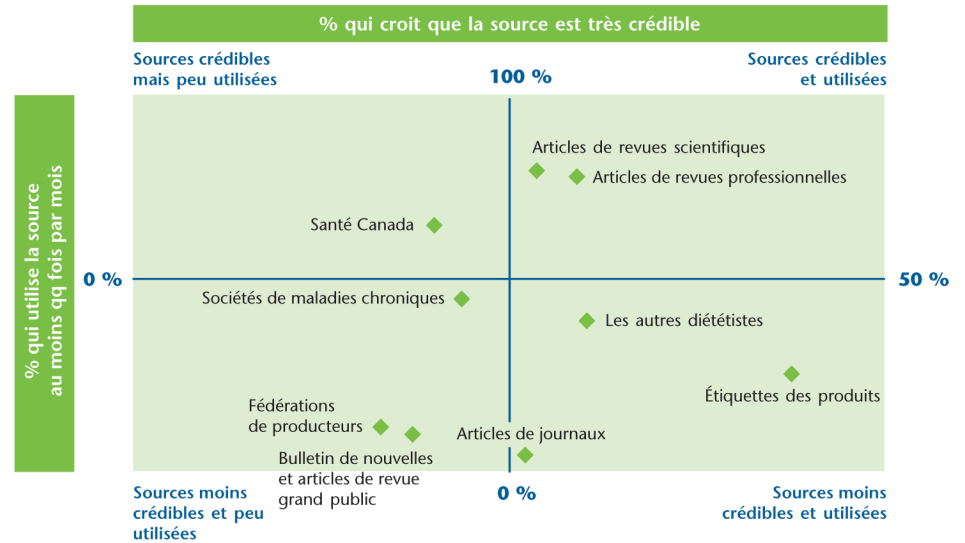 % qui croit que la source est très crédible
Sources crédibles
mais peu utilisées
100 %
Sources crédibles
et utilisées
% qui utilise la source
au moins qq fois par mois
Articles de revues scientifiques
Articles de revues professionnelles
Santé Canada
0 %
50 %
Sociétés de maladies chroniques
Les autres diététistes
Étiquettes des produits
Fédérations
de producteurs
Articles de journaux
Bulletin de nouvelles
et articles de revue
grand public
Sources moins
crédibles et peu
utilisées
0 %
Sources moins
crédibles et utilisées